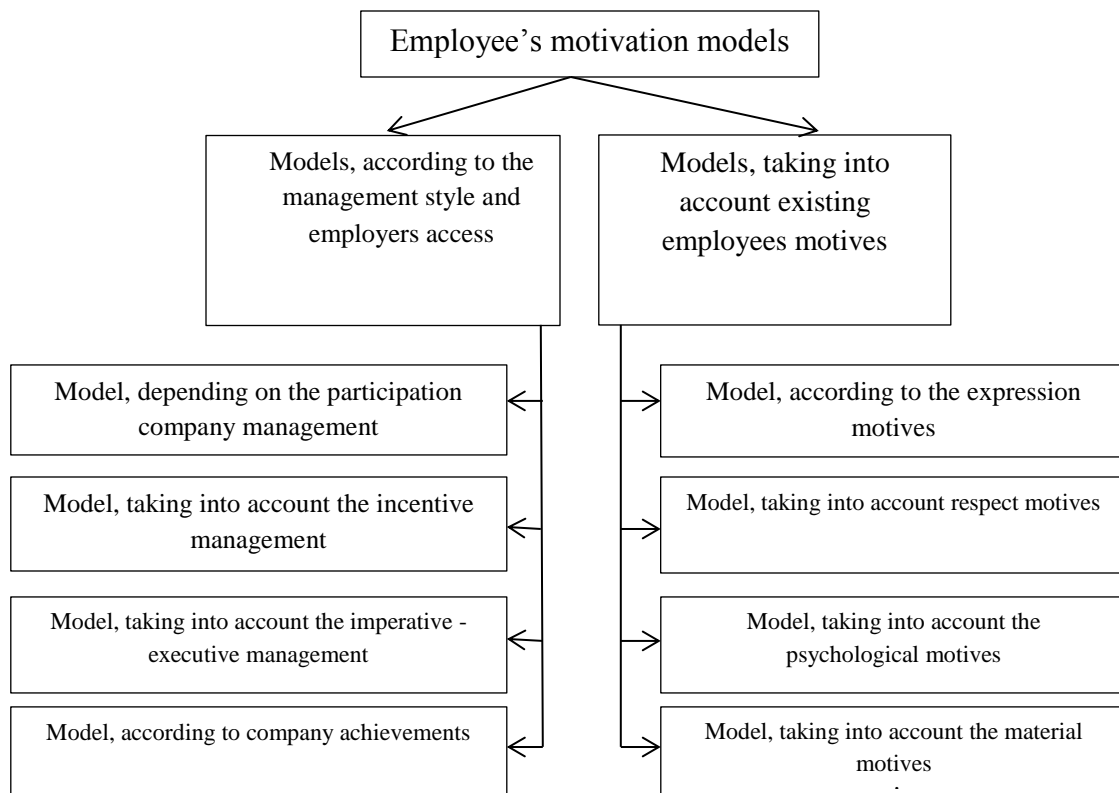 Employee’s motivation models
Models, according to the
management style and
employers access
Models, taking into
account existing
employees motives
Model, depending on the participation
company management
Model, according to the expression
motives
Model, taking into account the incentive
management
Model, taking into account respect motives
Model, taking into account the imperative -
executive management
Model, taking into account the
psychological motives
Model, according to company achievements
Model, taking into account the material
motives